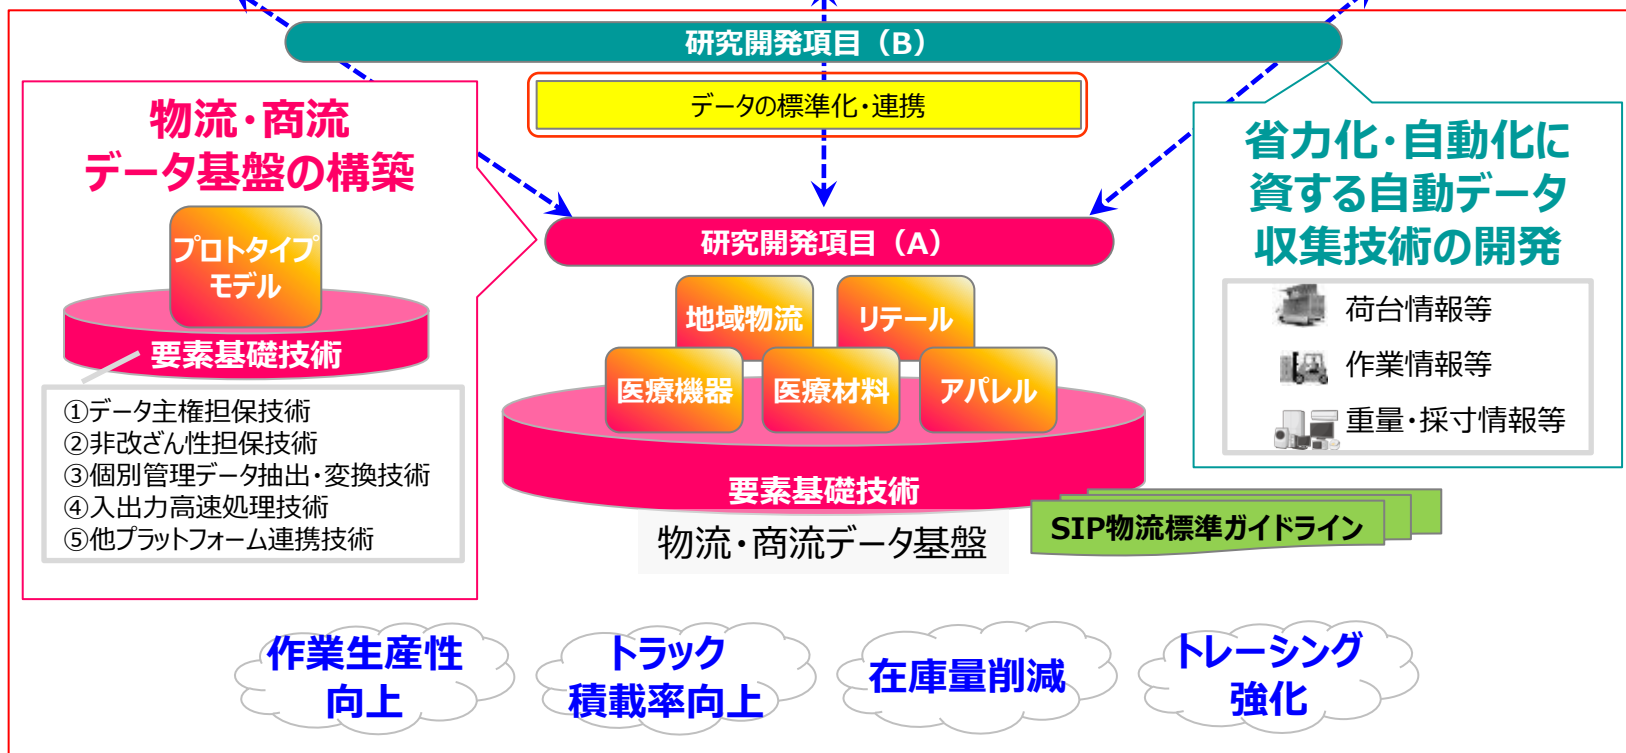 研究開発項目（B）
データの標準化・連携
物流・商流
データ基盤の構築
プロトタイプ
モデル
要素基礎技術
①データ主権担保技術
②非改ざん性担保技術
③個別管理データ抽出・変換技術
④入出力高速処理技術
⑤他プラットフォーム連携技術
研究開発項目（A）
地域物流
リテール
医療機器
医療材料
アパレル
要素基礎技術
物流・商流データ基盤
SIP物流標準ガイドライン
省力化・自動化に
資する自動データ
収集技術の開発
荷台情報等
作業情報等
重量・採寸情報等
作業生産性
向上
トラック
積載率向上
在庫量削減
トレーシング
強化